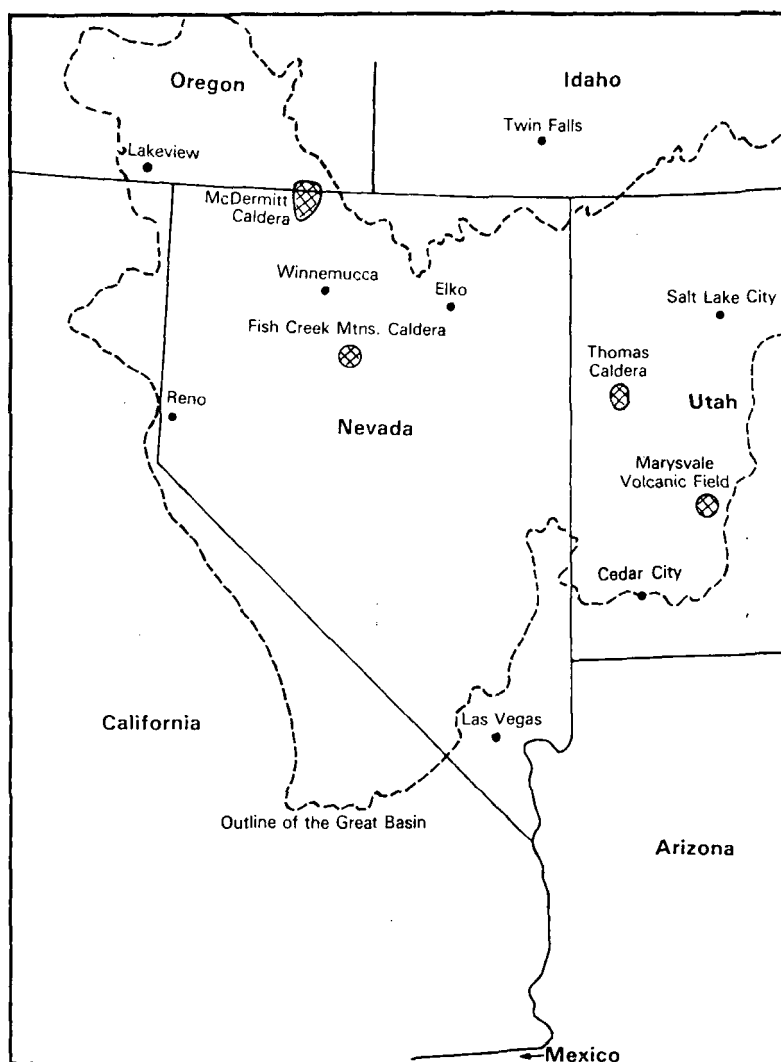 Oregon
Idaho
Twin Falls
Lakeview
McDermitt
Caldera
Winnemucca
Elko
Salt Lake City
Fish Creek Mtns. Caldera
Thomas
Caldera
Reno
Nevada
Utah
Marysvale
Volcanic Field
Cedar City
California
Las Vegas
Outline of the Great Basin
Arizona
Mexico